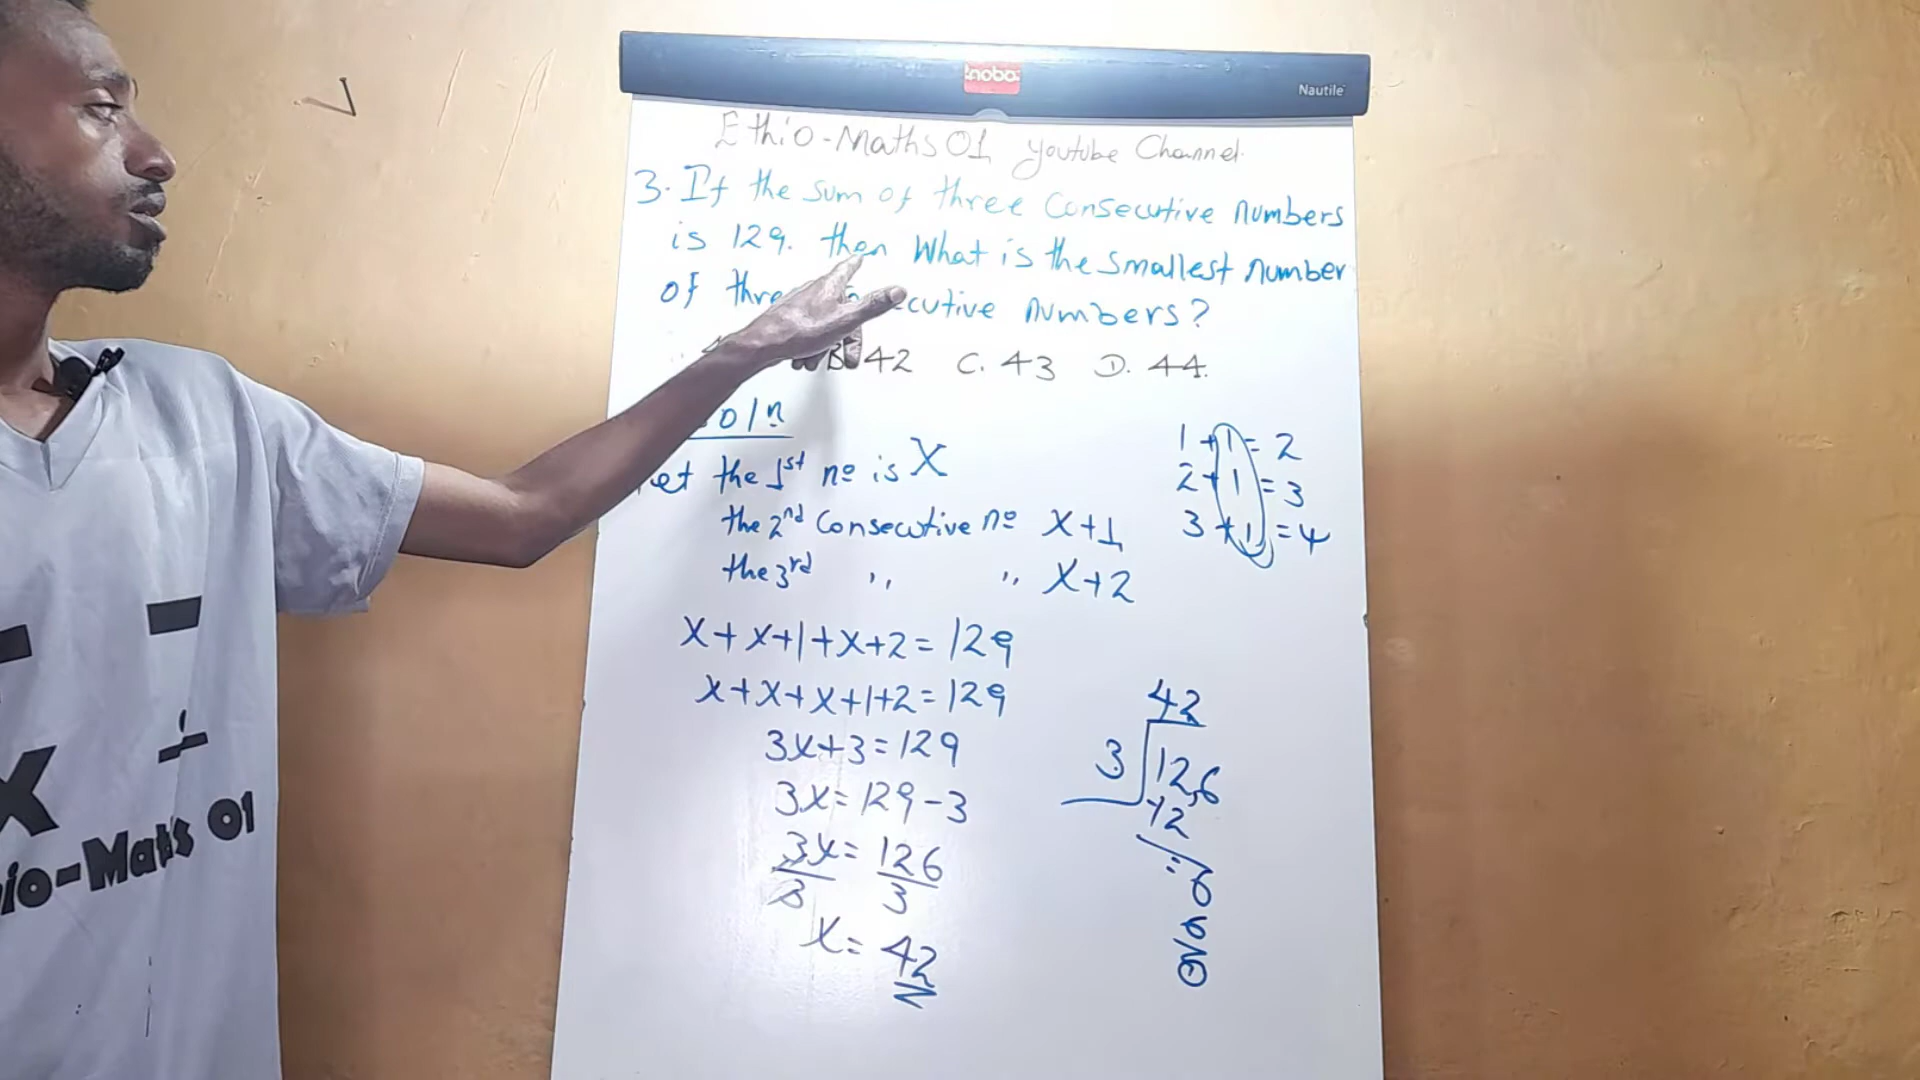 nobo
Nautile
Ethio-Maths 01 youtube Channel.
3. If the sum of three Consecutive numbers
is 129. then What is the smallest number
of three consecutive numbers?
B. 42 C. 43 D. 44.
Soln
Let the 1st no is X
the 2nd Consecutive no X+1
the 3rd ,, ,, X+2
X+X+1+X+2=129
X+X+X+1+2=129
3X+3=129
3X=129-3
3X=126
3 3
X=42
1+1=2
2+1=3
3+1=4
42
3 126
-12
6
6
0
io-Maths 01